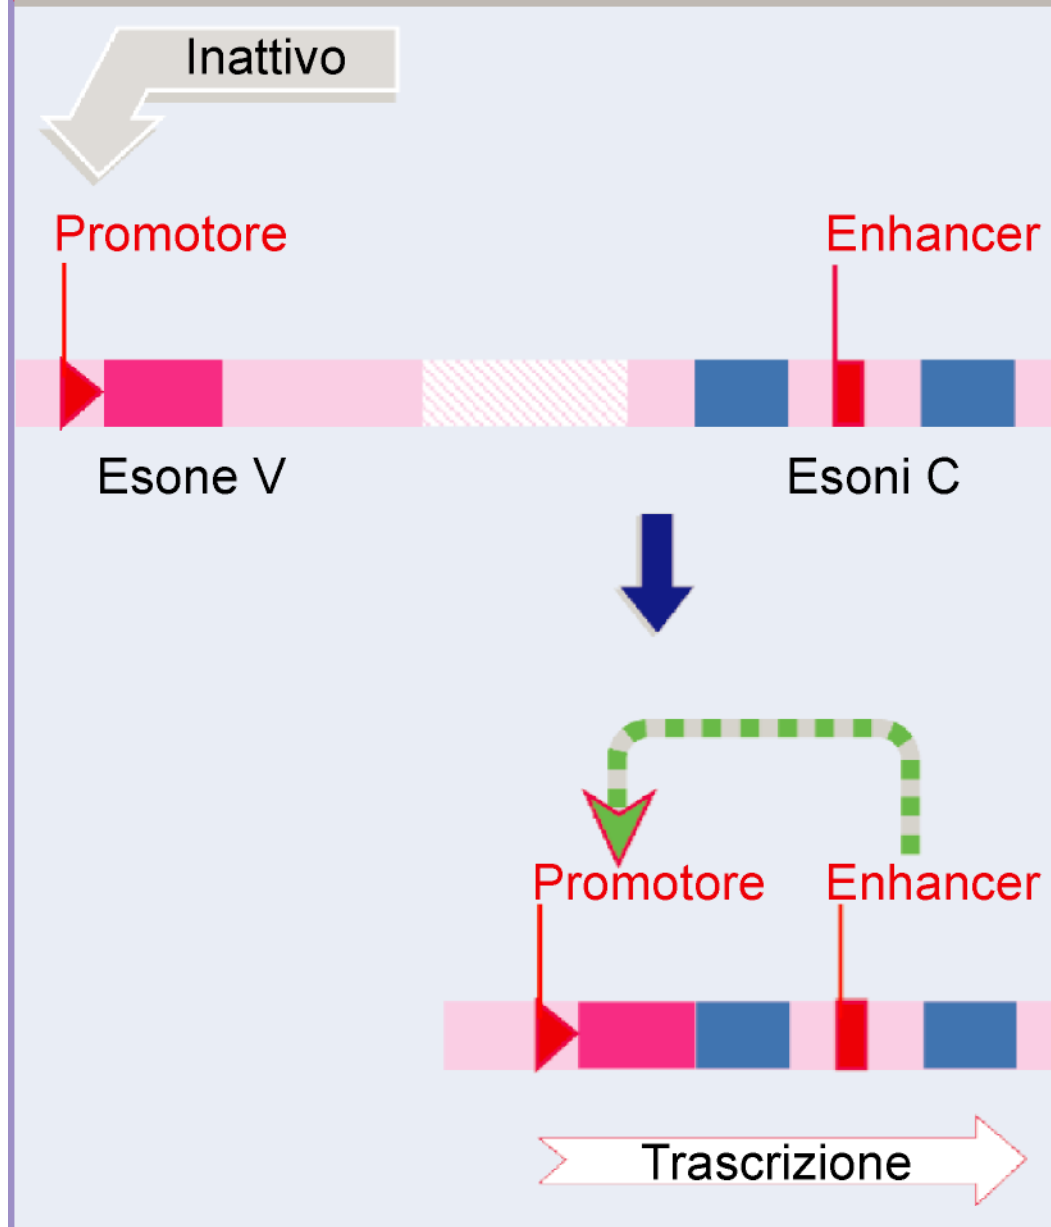 Inattivo
Promotore Enhancer
Esone V Esoni C
Promotore Enhancer
Trascrizione